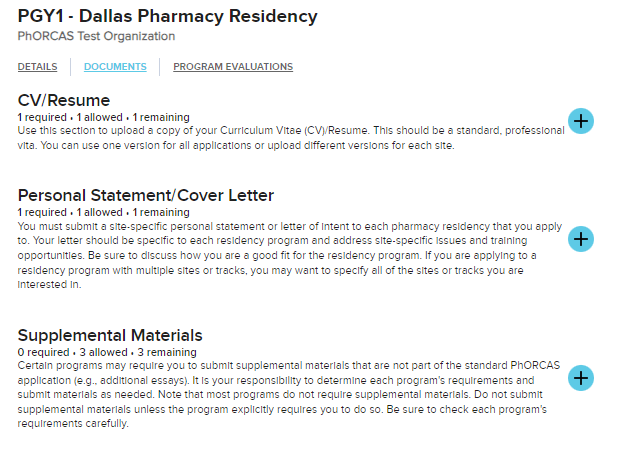 PGY1 - Dallas Pharmacy Residency
PhORCAS Test Organization
DETAILS
DOCUMENTS
PROGRAM EVALUATIONS
CV/Resume
1 required • 1 allowed • 1 remaining
Use this section to upload a copy of your Curriculum Vitae (CV)/Resume. This should be a standard, professional
vita. You can use one version for all applications or upload different versions for each site.
Personal Statement/Cover Letter
1 required • 1 allowed • 1 remaining
You must submit a site-specific personal statement or letter of intent to each pharmacy residency that you apply
to. Your letter should be specific to each residency program and address site-specific issues and training
opportunities. Be sure to discuss how you are a good fit for the residency program. If you are applying to a
residency program with multiple sites or tracks, you may want to specify all of the sites or tracks you are
interested in.
Supplemental Materials
0 required • 3 allowed • 3 remaining
Certain programs may require you to submit supplemental materials that are not part of the standard PhORCAS
application (e.g., additional essays). It is your responsibility to determine each program's requirements and
submit materials as needed. Note that most programs do not require supplemental materials. Do not submit
supplemental materials unless the program explicitly requires you to do so. Be sure to check each program's
requirements carefully.